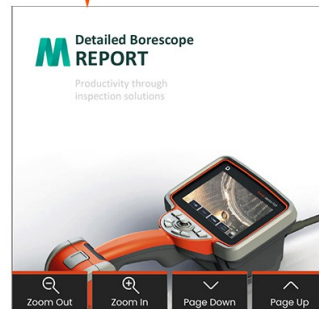 Detailed Borescope
REPORT
Productivity through
inspection solutions
Zoom Out
Zoom In
Page Down
Page Up